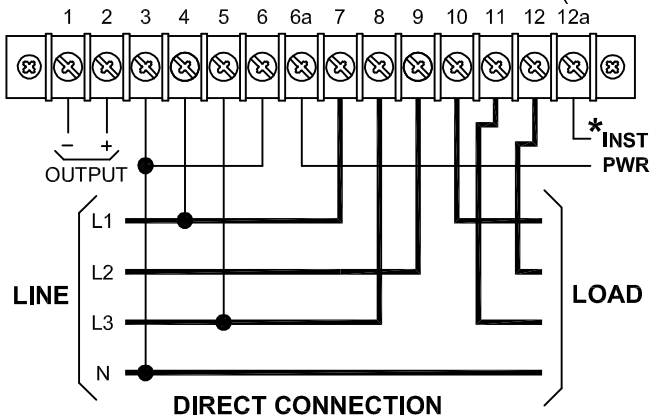 1 2 3 4 5 6 6a 7 8 9 10 11 12 12a
(
- +
OUTPUT
*INST
PWR
L1
L2
LINE
LOAD
L3
N
DIRECT CONNECTION